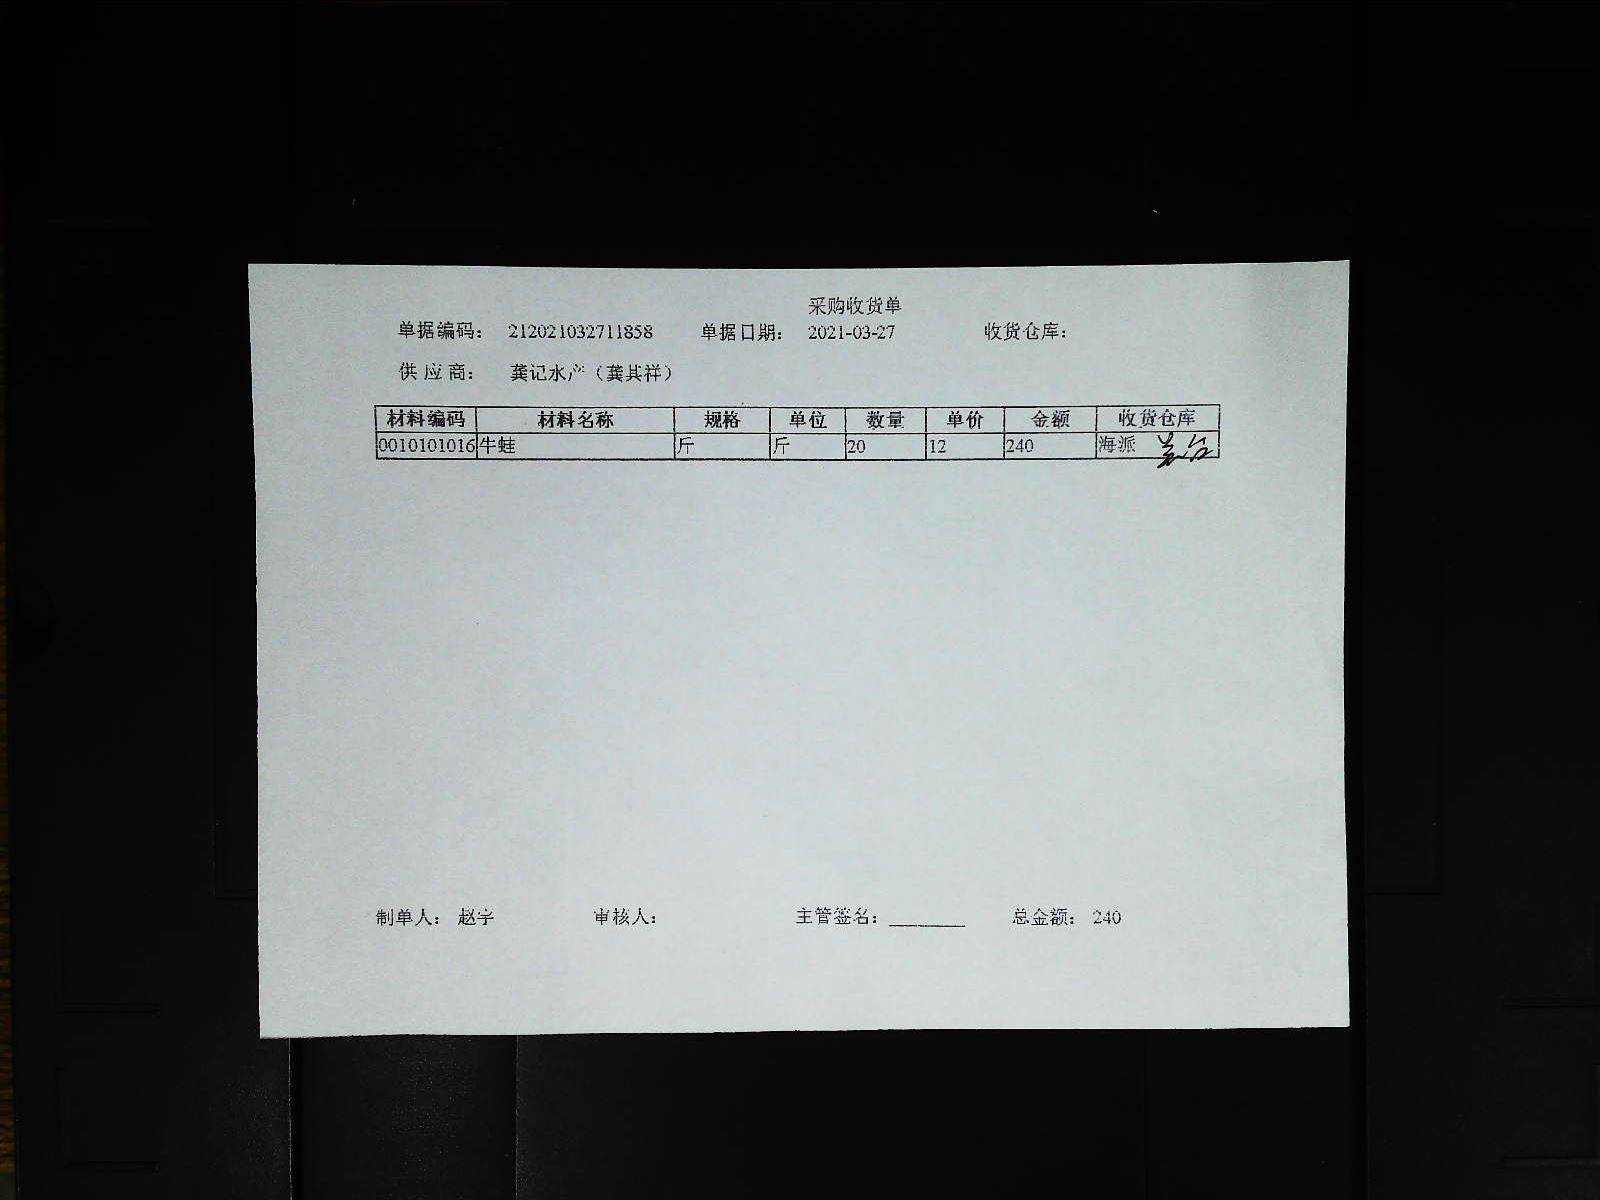 采购收货单
单据编码： 212021032711858 单据日期： 2021-03-27 收货仓库：
供 应 商： 龚记水产（龚其祥）
材料编码 材料名称 规格 单位 数量 单价 金额 收货仓库
0010101016 牛蛙 斤 斤 20 12 240 海派
制单人： 赵宇 审核人： 主管签名： ________ 总金额： 240